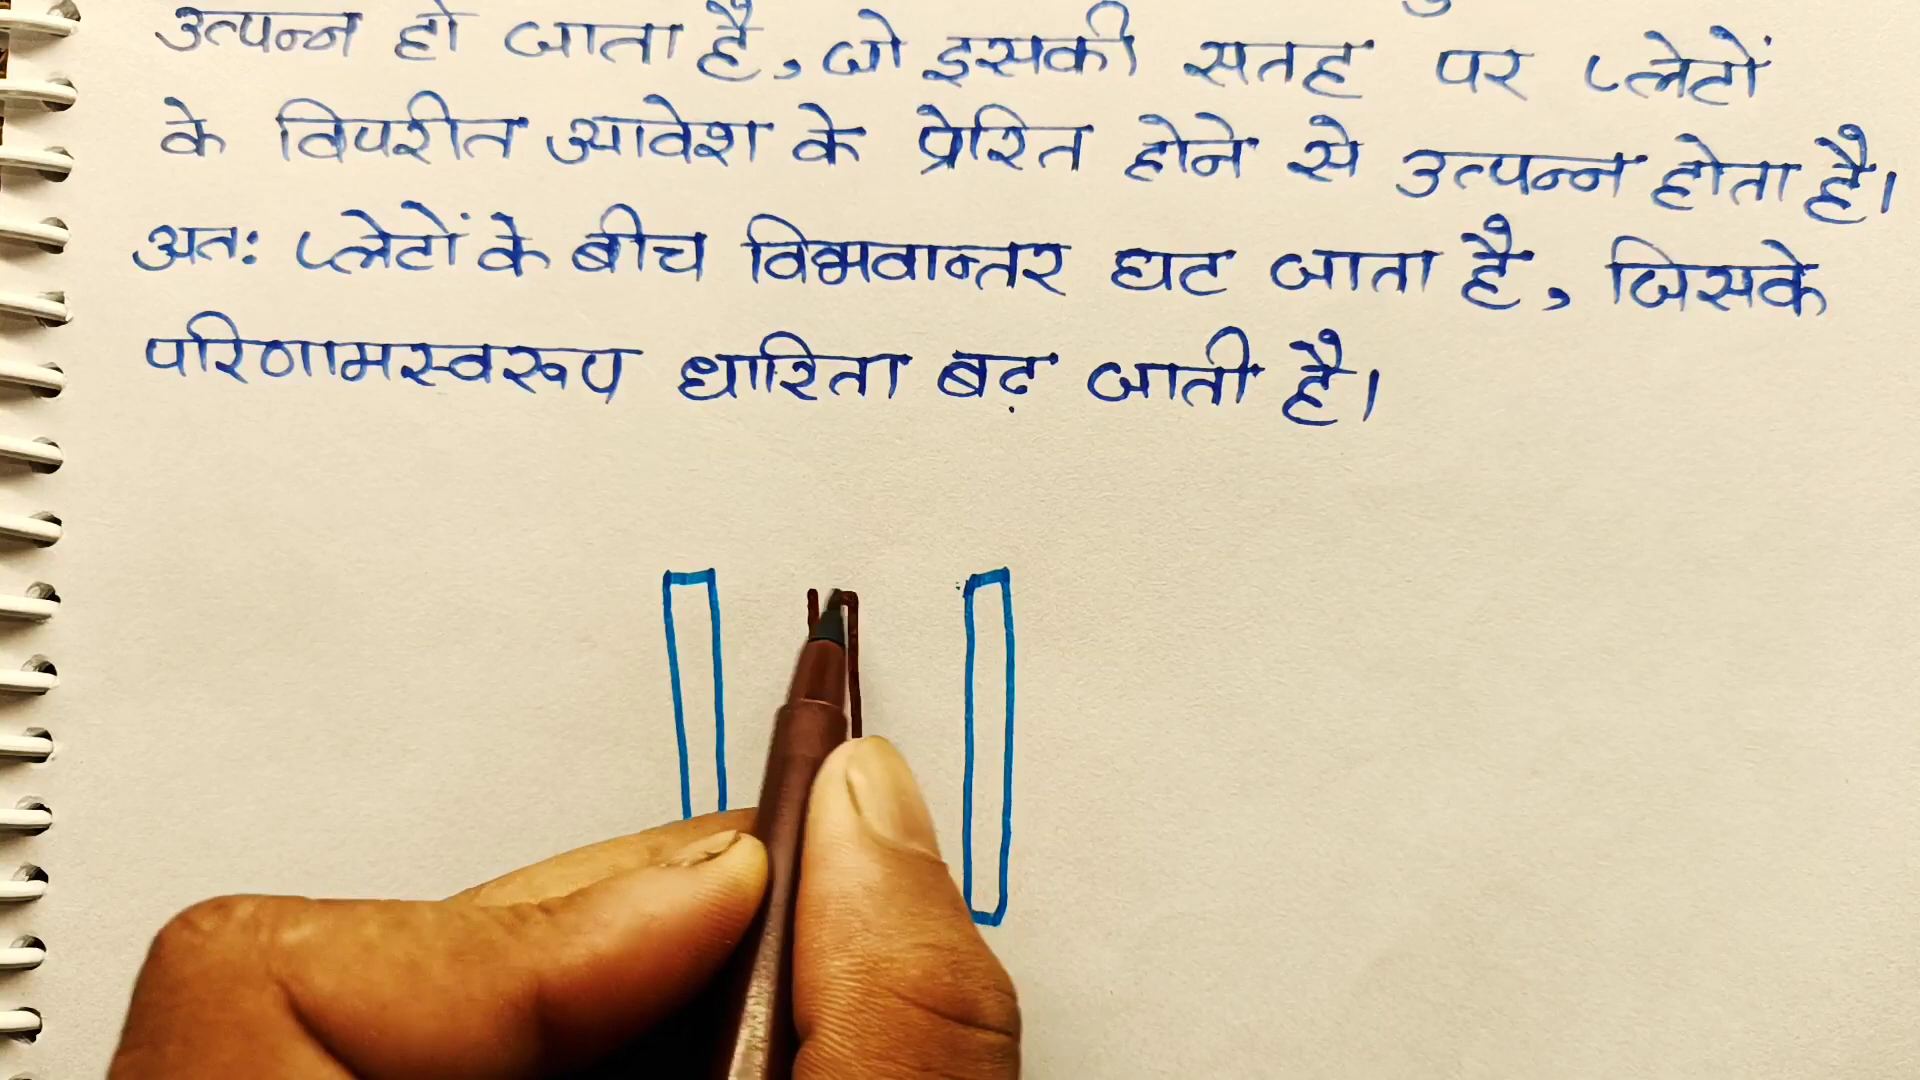 उत्पन्न हो जाता है, जो इसकी सतह पर प्लेटों
के विपरीत आवेश के प्रेरित होने से उत्पन्न होता है।
अतः प्लेटों के बीच विभवान्तर घट जाता है, जिसके
परिणामस्वरूप धारिता बढ़ जाती है।